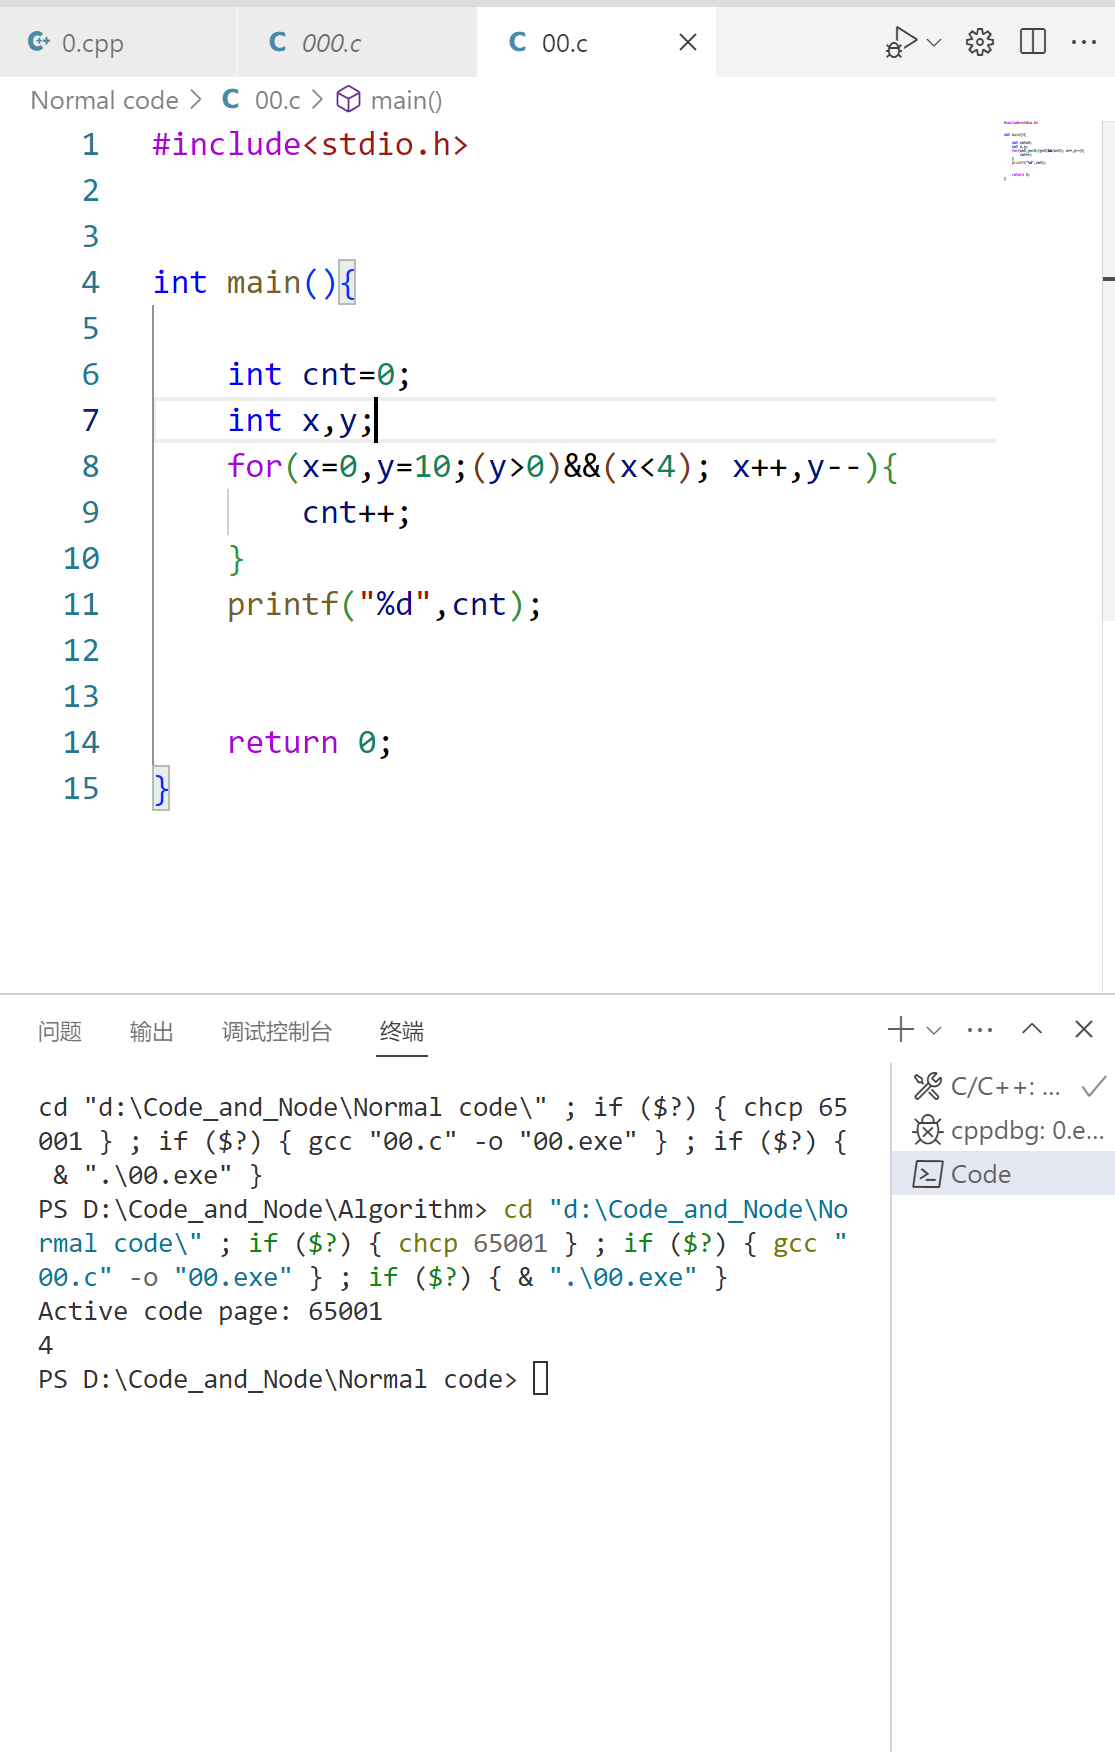 0.cpp 000.c 00.c
Normal code > C 00.c > main()
1 #include<stdio.h>
2
3
4 int main(){
5
6 int cnt=0;
7 int x,y;
8 for(x=0,y=10;(y>0)&&(x<4); x++,y--){
9 cnt++;
10 }
11 printf("%d",cnt);
12
13
14 return 0;
15 }
问题 输出 调试控制台 终端
cd "d:\Code_and_Node\Normal code\" ; if ($?) { chcp 65
001 } ; if ($?) { gcc "00.c" -o "00.exe" } ; if ($?) {
& ".\00.exe" }
PS D:\Code_and_Node\Algorithm> cd "d:\Code_and_Node\No
rmal code\" ; if ($?) { chcp 65001 } ; if ($?) { gcc "
00.c" -o "00.exe" } ; if ($?) { & ".\00.exe" }
Active code page: 65001
4
PS D:\Code_and_Node\Normal code>
C/C++: ...
cppdbg: 0.e...
Code